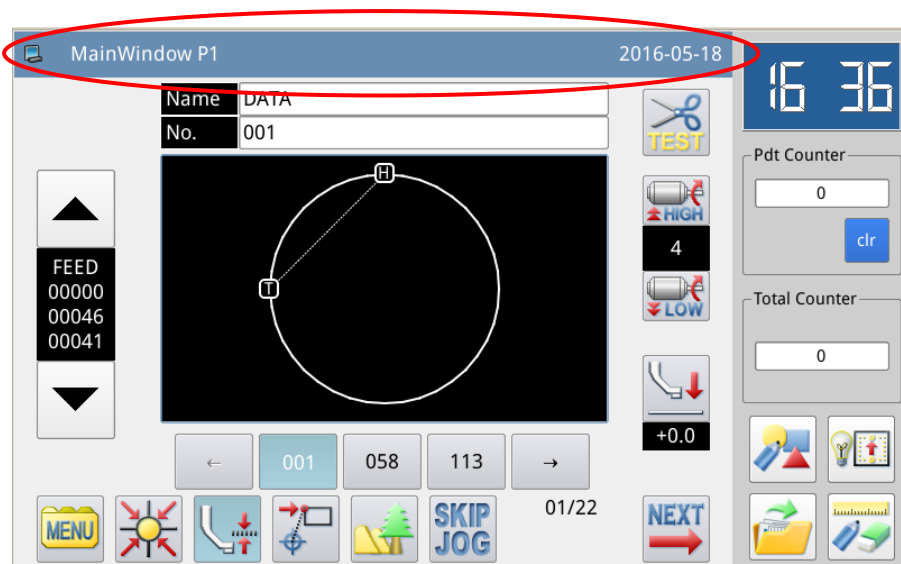 MainWindow P1 2016-05-18
16 36
Name DATA
No. 001
TEST
Pdt Counter
0
clr
HIGH
4
LOW
H
T
FEED
00000
00046
00041
Total Counter
0
+0.0
← 001 058 113 →
01/22
MENU
SKIP
JOG
NEXT